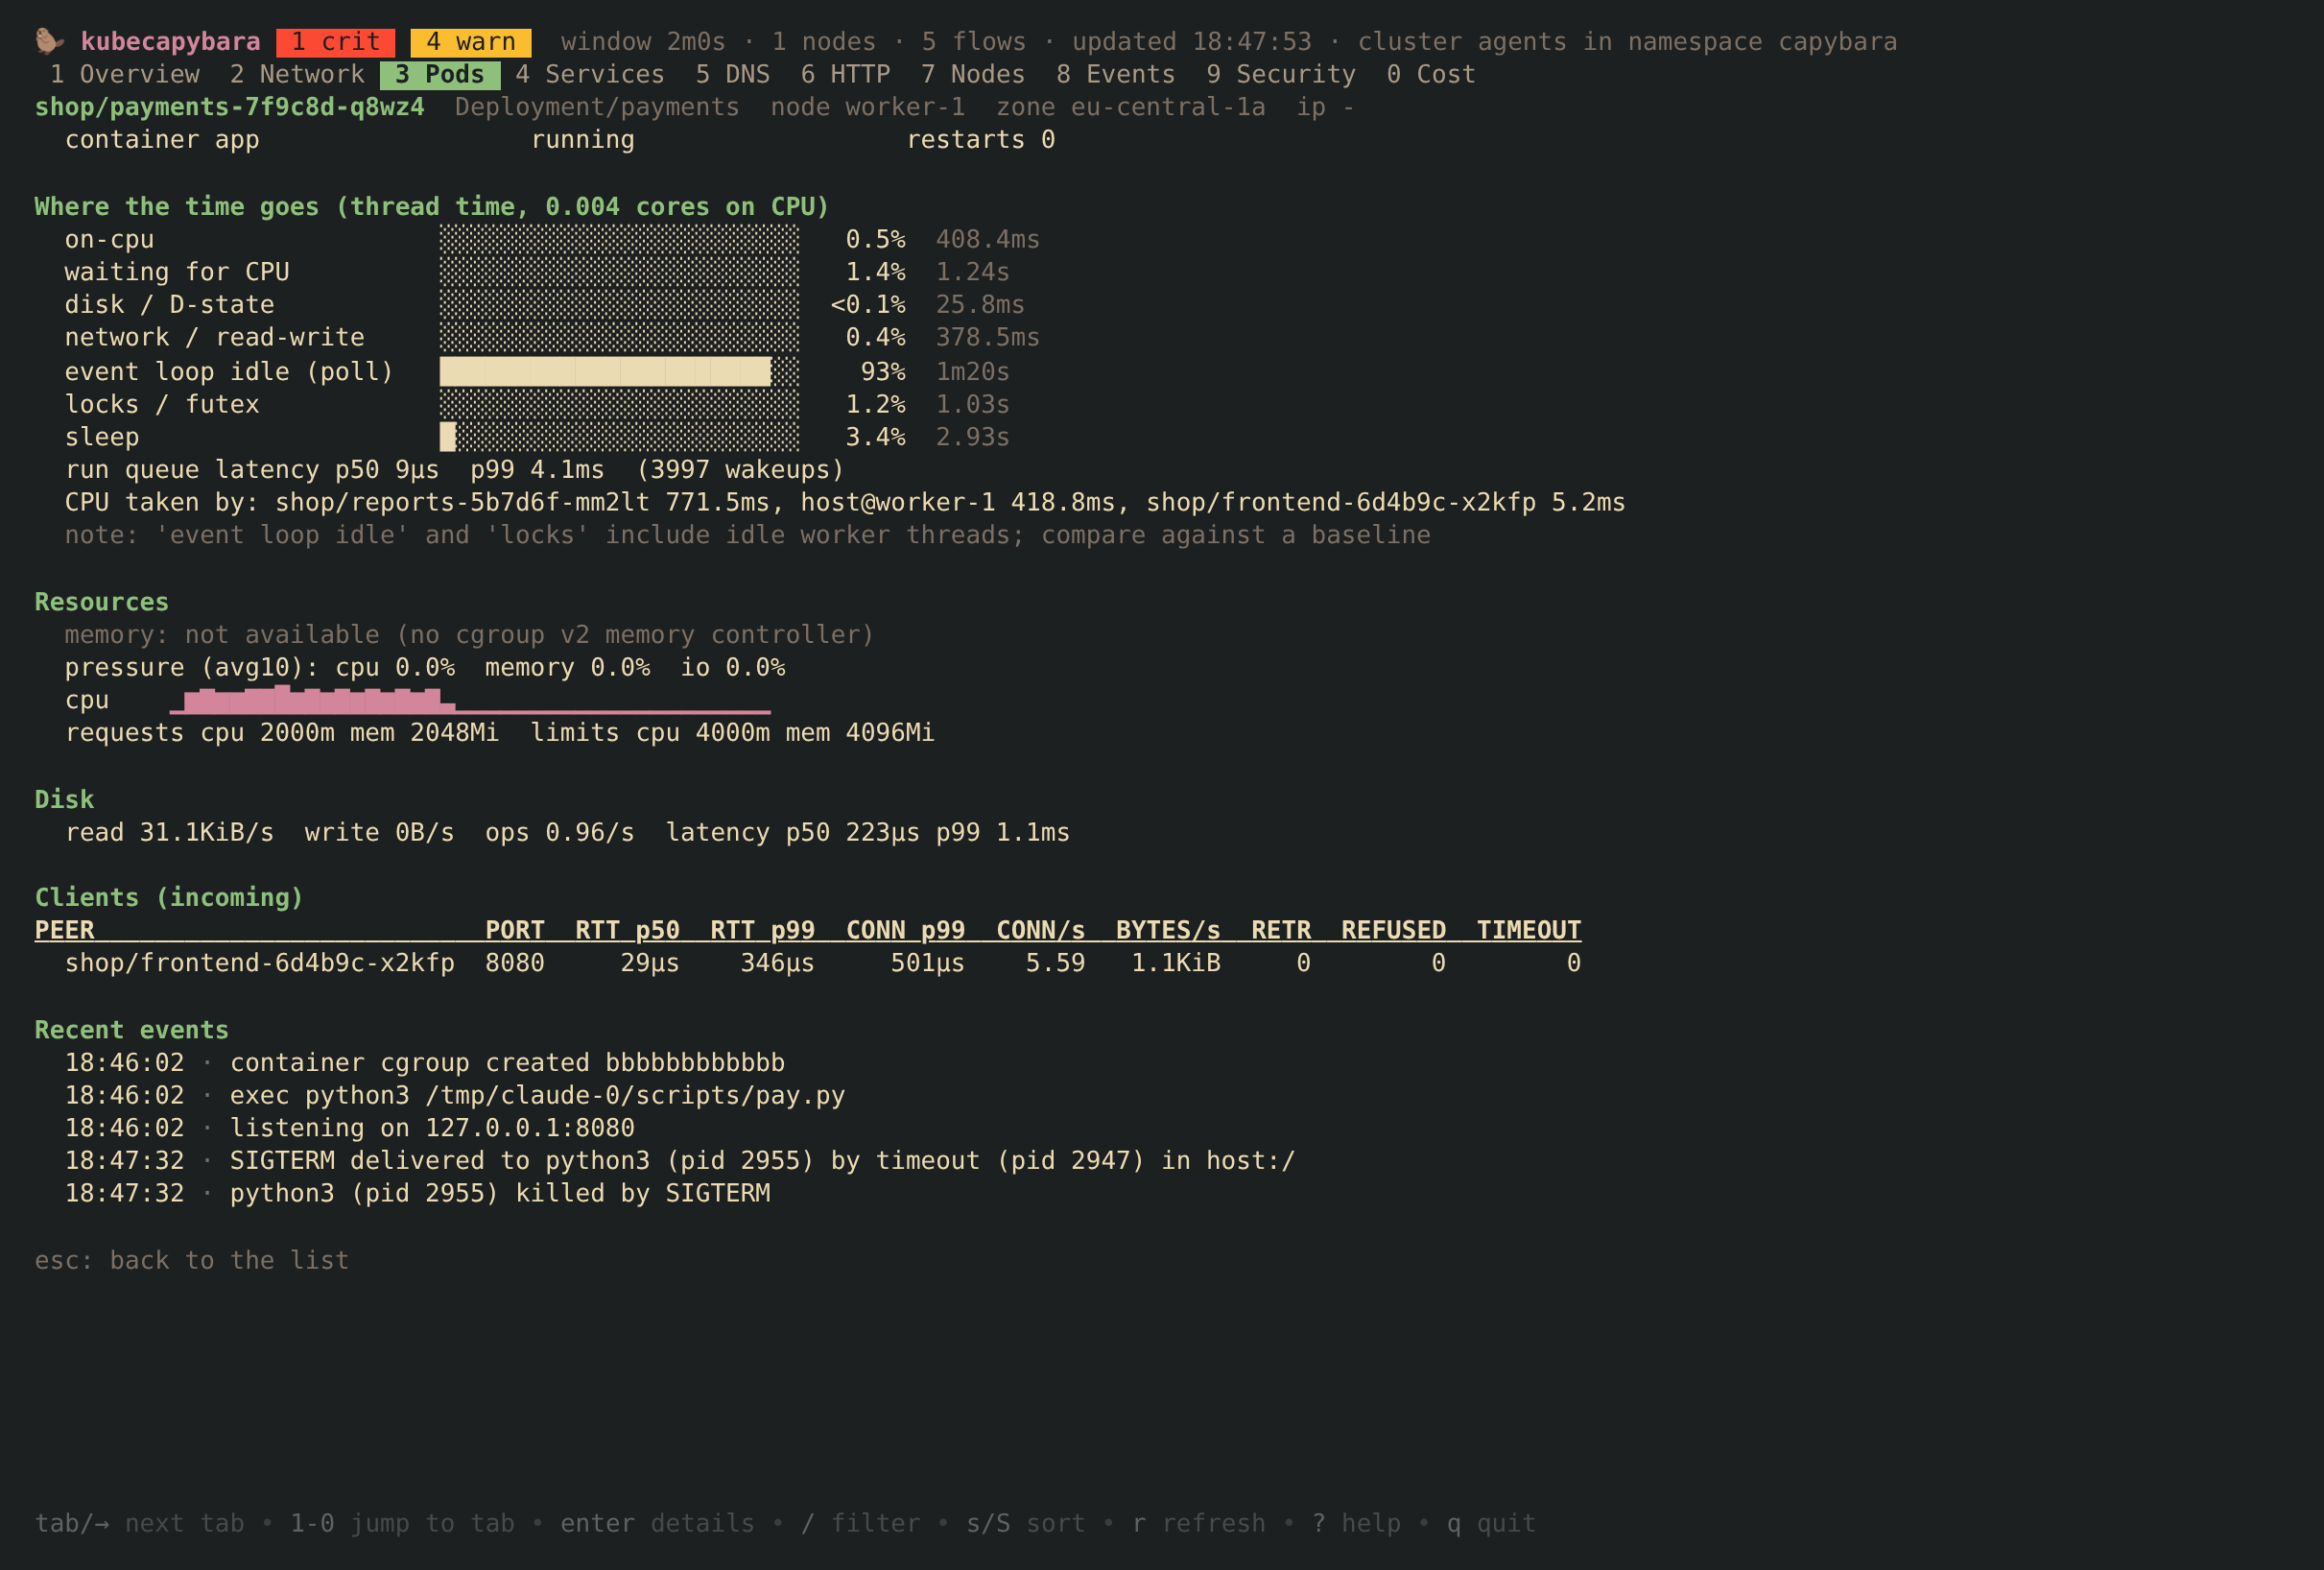 kubecapybara 1 crit 4 warn window 2m0s · 1 nodes · 5 flows · updated 18:47:53 · cluster agents in namespace capybara
1 Overview 2 Network 3 Pods 4 Services 5 DNS 6 HTTP 7 Nodes 8 Events 9 Security 0 Cost
shop/payments-7f9c8d-q8wz4 Deployment/payments node worker-1 zone eu-central-1a ip -
container app running restarts 0
Where the time goes (thread time, 0.004 cores on CPU)
on-cpu 0.5% 408.4ms
waiting for CPU 1.4% 1.24s
disk / D-state <0.1% 25.8ms
network / read-write 0.4% 378.5ms
event loop idle (poll) 93% 1m20s
locks / futex 1.2% 1.03s
sleep 3.4% 2.93s
run queue latency p50 9µs p99 4.1ms (3997 wakeups)
CPU taken by: shop/reports-5b7d6f-mm2lt 771.5ms, host@worker-1 418.8ms, shop/frontend-6d4b9c-x2kfp 5.2ms
note: 'event loop idle' and 'locks' include idle worker threads; compare against a baseline
Resources
memory: not available (no cgroup v2 memory controller)
pressure (avg10): cpu 0.0% memory 0.0% io 0.0%
cpu
requests cpu 2000m mem 2048Mi limits cpu 4000m mem 4096Mi
Disk
read 31.1KiB/s write 0B/s ops 0.96/s latency p50 223µs p99 1.1ms
Clients (incoming)
PEER PORT RTT p50 RTT p99 CONN p99 CONN/s BYTES/s RETR REFUSED TIMEOUT
shop/frontend-6d4b9c-x2kfp 8080 29µs 346µs 501µs 5.59 1.1KiB 0 0 0
Recent events
18:46:02 · container cgroup created bbbbbbbbbbbb
18:46:02 · exec python3 /tmp/claude-0/scripts/pay.py
18:46:02 · listening on 127.0.0.1:8080
18:47:32 · SIGTERM delivered to python3 (pid 2955) by timeout (pid 2947) in host:/
18:47:32 · python3 (pid 2955) killed by SIGTERM
esc: back to the list
tab/→ next tab • 1-0 jump to tab • enter details • / filter • s/S sort • r refresh • ? help • q quit